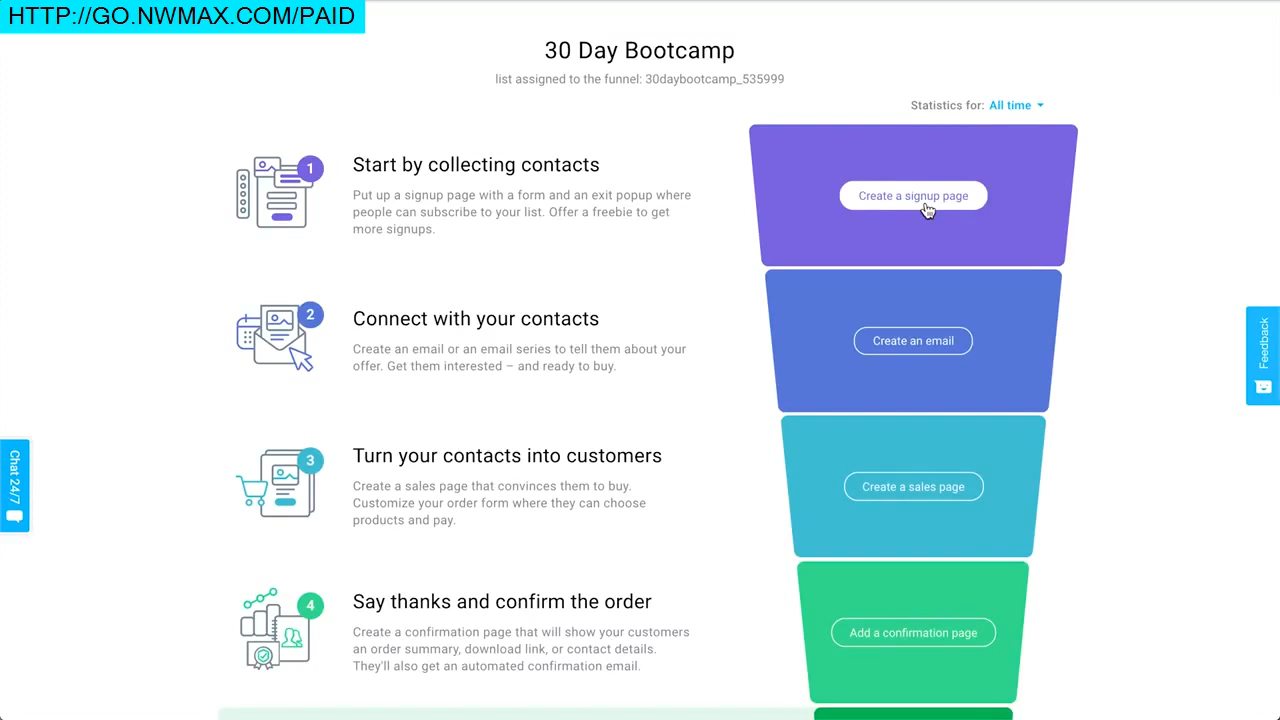 HTTP://GO.NWMAX.COM/PAID
30 Day Bootcamp
list assigned to the funnel: 30daybootcamp_535999
Statistics for: All time
1
Start by collecting contacts
Put up a signup page with a form and an exit popup where
people can subscribe to your list. Offer a freebie to get
more signups.
Create a signup page
2
Connect with your contacts
Create an email or an email series to tell them about your
offer. Get them interested – and ready to buy.
Create an email
3
Turn your contacts into customers
Create a sales page that convinces them to buy.
Customize your order form where they can choose
products and pay.
Create a sales page
4
Say thanks and confirm the order
Create a confirmation page that will show your customers
an order summary, download link, or contact details.
They'll also get an automated confirmation email.
Add a confirmation page
Chat 24/7
Feedback